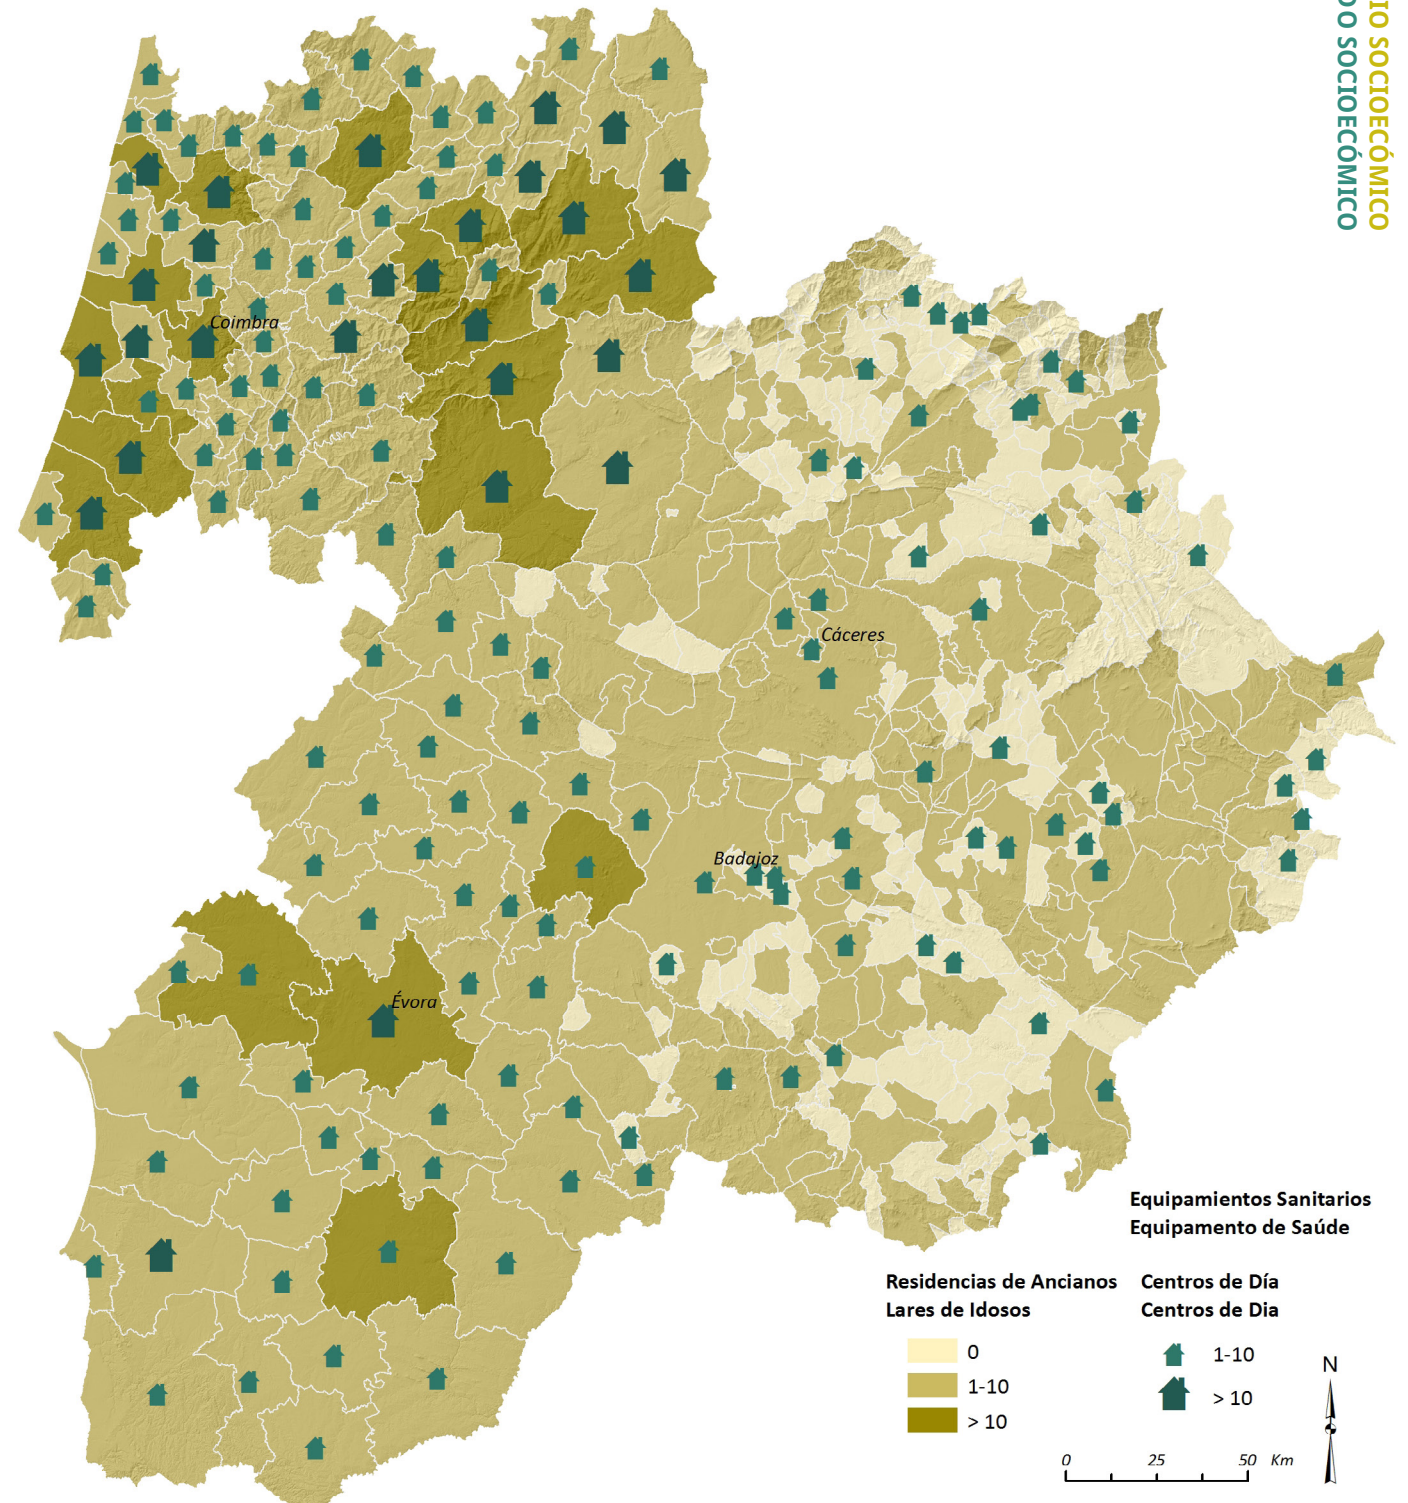 IO SOCIOECÓMICO
DO SOCIOECÓMICO
Coimbra
Cáceres
Badajoz
Évora
Equipamientos Sanitarios
Equipamento de Saúde
Residencias de Ancianos
Lares de Idosos
0
1-10
> 10
Centros de Día
Centros de Dia
1-10
> 10
N
0 25 50 Km